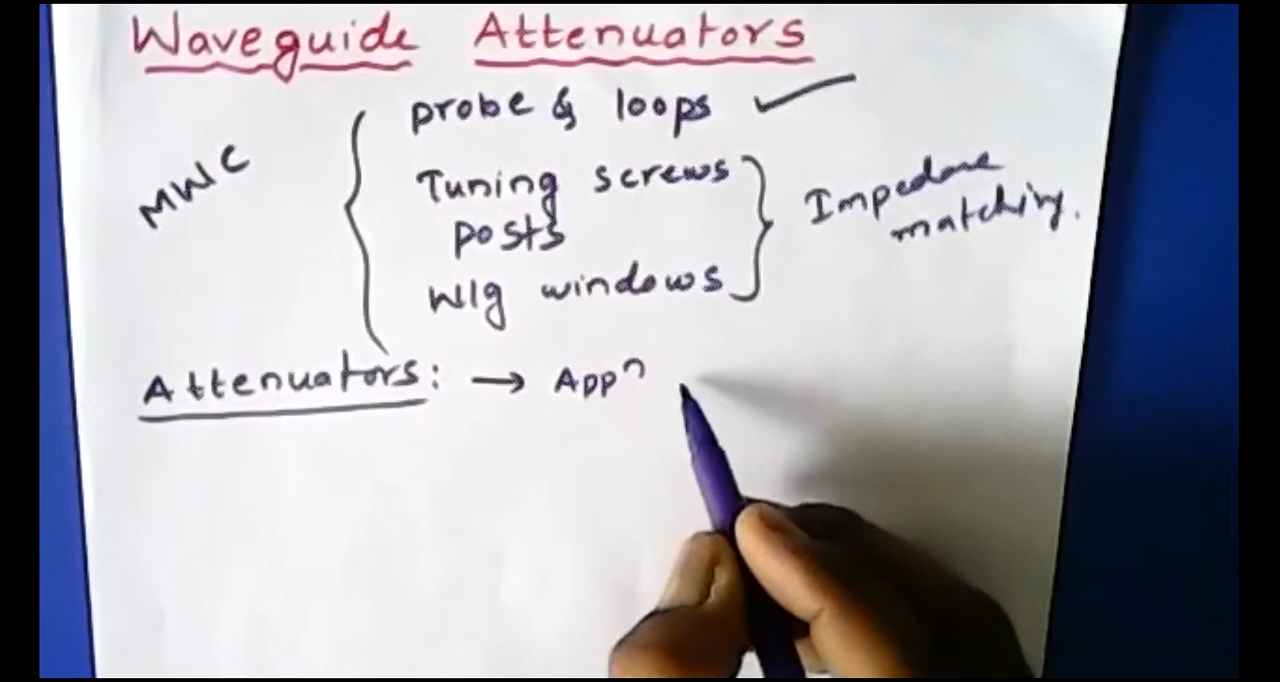 Waveguide Attenuators
probe & loops
MWC
Tuning screws
posts
Impedance matching.
W/g windows
Attenuators: → Appⁿ